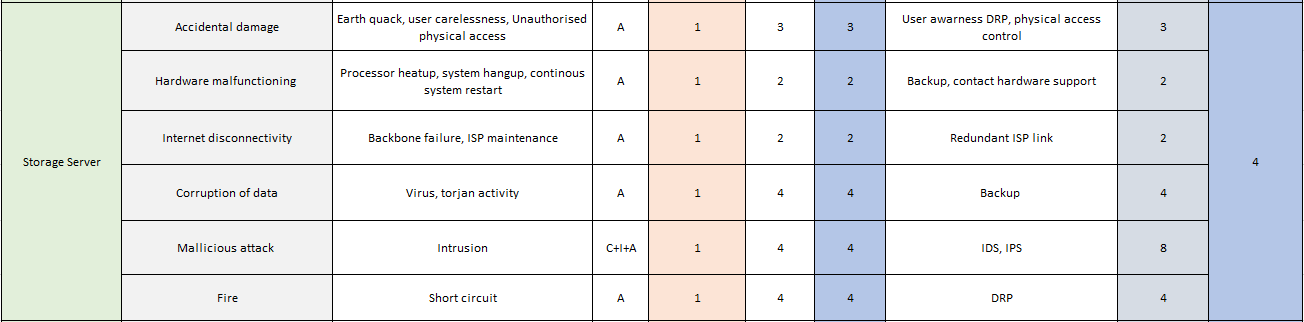 Storage Server
Accidental damage
Earth quack, user carelessness, Unauthorised
physical access
A
1
3
3
User awarness DRP, physical access
control
3
4
Hardware malfunctioning
Processor heatup, system hangup, continous
system restart
A
1
2
2
Backup, contact hardware support
2
Internet disconnectivity
Backbone failure, ISP maintenance
A
1
2
2
Redundant ISP link
2
Corruption of data
Virus, torjan activity
A
1
4
4
Backup
4
Mallicious attack
Intrusion
C+I+A
1
4
4
IDS, IPS
8
Fire
Short circuit
A
1
4
4
DRP
4